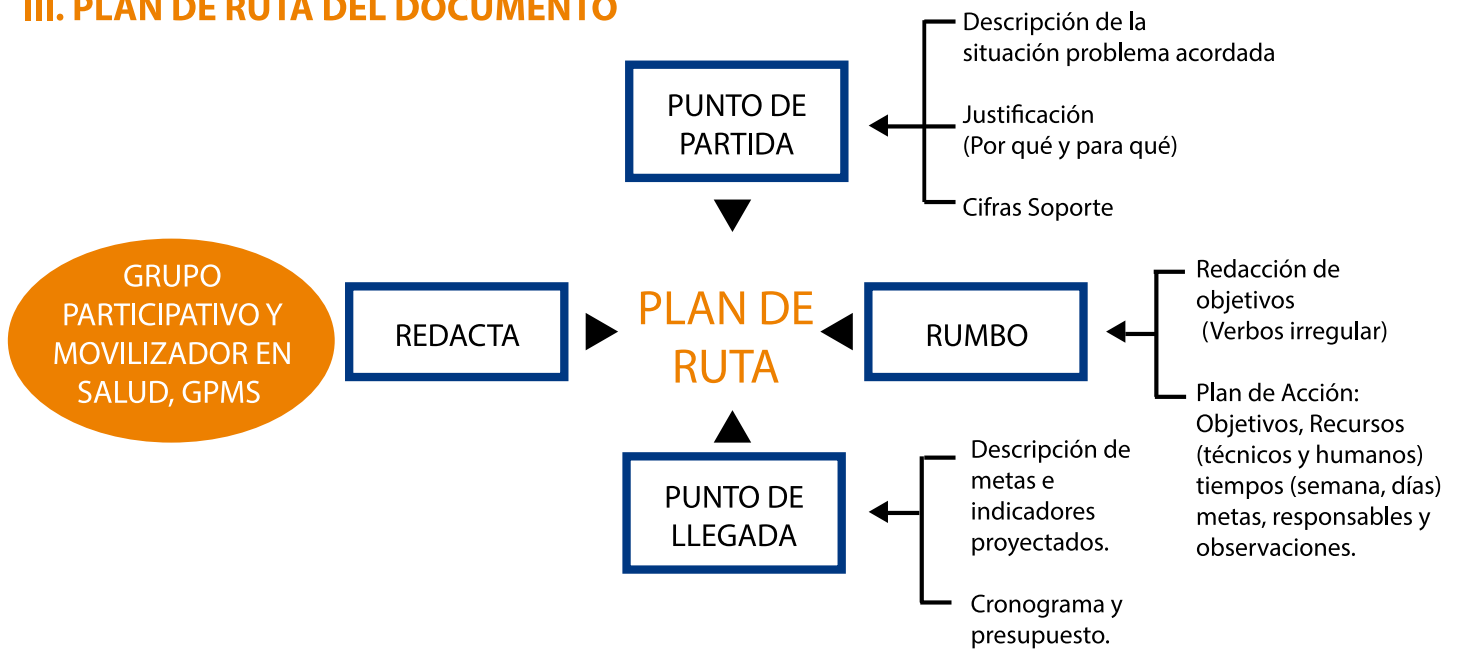 III. PLAN DE RUTA DEL DOCUMENTO
PUNTO DE
PARTIDA
Descripción de la
situación problema acordada
Justificación
(Por qué y para qué)
Cifras Soporte
GRUPO
PARTICIPATIVO Y
MOVILIZADOR EN
SALUD, GPMS
REDACTA
PLAN DE
RUTA
RUMBO
Redacción de
objetivos
(Verbos irregular)
Plan de Acción:
Objetivos, Recursos
(técnicos y humanos)
tiempos (semana, días)
metas, responsables y
observaciones.
PUNTO DE
LLEGADA
Descripción de
metas e
indicadores
proyectados.
Cronograma y
presupuesto.